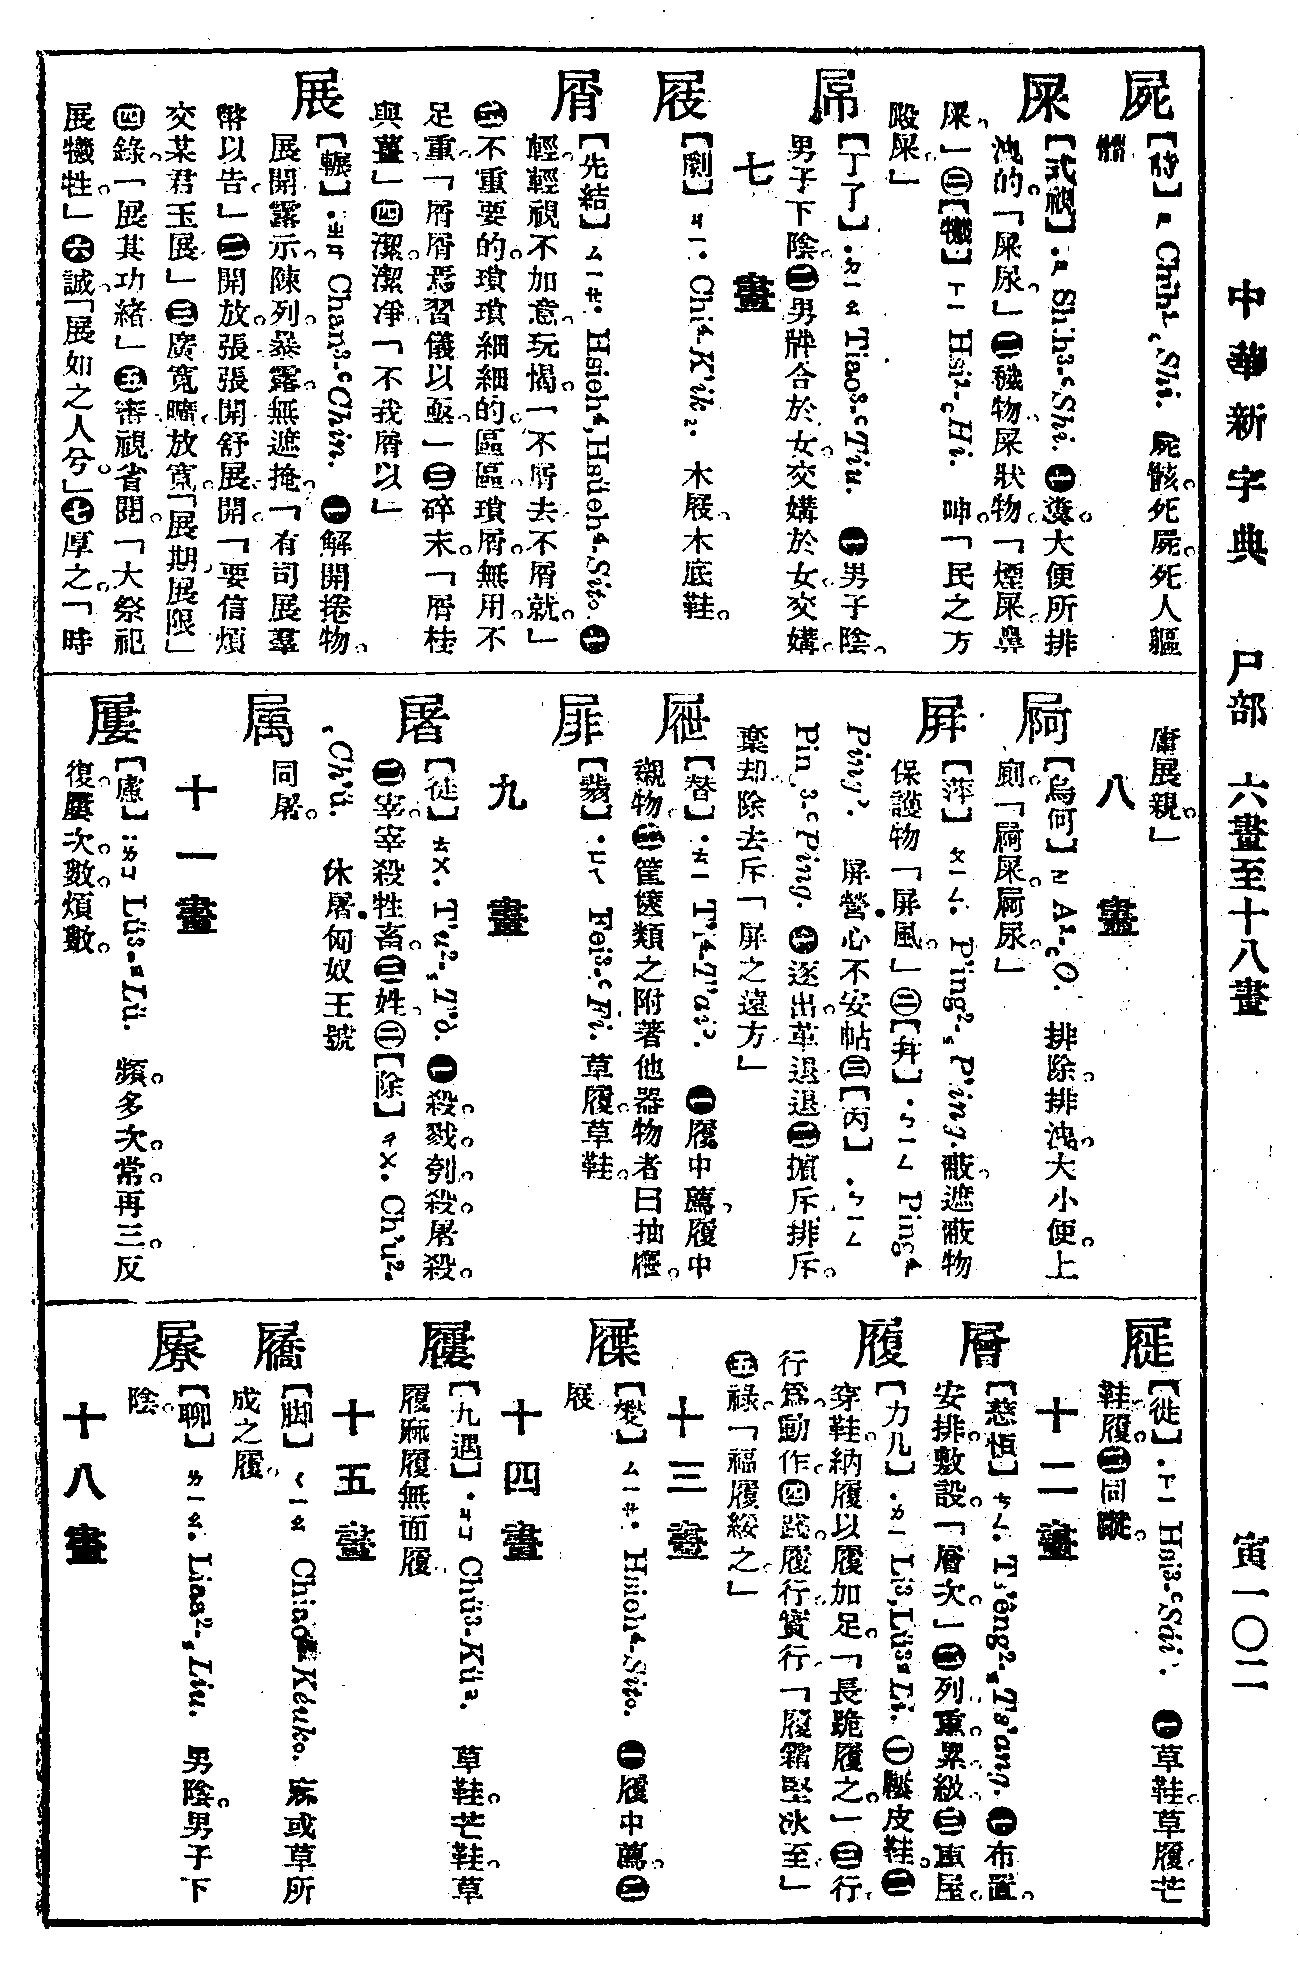 中華新字典 尸部 六畫至十八畫 寅一〇二
屍【時】ㄕ Chih¹, Shi. 屍骸死屍死人軀
骸
屎【式視】ㄕ Shih³-Shi. ㊀糞大便所排
洩的「屎尿」㊁穢物屎狀物「煙屎鼻
屎」㊁【犧】ㄒㄧ Hsi²-Hi. 呻「民之方
殿屎」
屌【丁了】ㄉㄧㄠ Tiao³-Tiu. ㊀男子陰
男子下陰㊁男牌合於女交媾於女交媾
七畫
屐【劇】ㄐㄧ Chi⁴-K'ik. 木屐木底鞋
屑【先結】ㄙㄧㄝ Hsieh⁴, Hsüeh⁴-Sit. ㊀
輕輕視不加意玩愒「不屑去不屑就」
㊁不重要的瑣瑣細細的區區瑣屑無用不
足重「屑屑焉習儀以亟」㊂碎末「屑桂
與薑」㊃潔潔淨「不我屑以」
展【輾】ㄓㄢ Chan³-Chin. ㊀解開捲物
展開露示陳列暴露無遮掩「有司展羣
幣以告」㊁開放張張開舒展開「要信煩
交某君玉展」㊂廣寬曠放寬「展期展限」
㊃錄「展其功緒」㊄審視省閱「大祭祀
展犧牲」㊅誠「展如之人兮」㊆厚之「時
庸展親」
八畫
屙【烏何】ㄛ A¹-O. 排除排洩大小便上
廁「屙屎屙尿」
屏【萍】ㄆㄧㄥ P'ing²-P'ing. 蔽遮蔽物
保護物「屏風」㊁【拼】ㄅㄧㄥ Ping⁴
Ping. 屏營心不安帖㊂【丙】ㄅㄧㄥ
Pin³-Ping. ㊀逐出革退退㊁擯斥排斥
棄却除去斥「屏之遠方」
屜【替】ㄊㄧ T'i⁴-T'ai. ㊀履中薦履中
襯物㊁筐篋類之附著他器物者曰抽屜
屝【翡】ㄈㄟ Fei³-Fi. 草履草鞋
九畫
屠【徒】ㄊㄨ T'u²-T'ò. ㊀殺戮刳殺屠殺
㊁宰宰殺牲畜㊂姓㊁【除】ㄔㄨ Ch'u²-
Ch'ü. 休屠匈奴王號
属 同屠
十一畫
屢【慮】ㄌㄩ Lü³-Lü. 頻多次常再三反
復屢次數煩數
屣【徙】ㄒㄧ Hsi³-Sái. ㊀草鞋草履芒
鞋履㊁同蹝
十二畫
層【慈恒】ㄘㄥ Ts'êng²-Ts'ang. ㊀布置
安排敷設「層次」㊁列重累級㊂重屋
履【力几】ㄌㄧ Li³, Lü³-Li. ㊀鞋皮鞋㊁
穿鞋納履以履加足「長跪履之」㊂行
行爲動作㊃踐履行實行「履霜堅冰至」
㊄祿「福履綏之」
十三畫
屧【燮】ㄙㄧㄝ Hsieh⁴-Sit. ㊀履中薦㊁
屐
十四畫
屨【九遇】ㄐㄩ Chü³-Kü. 草鞋芒鞋草
履麻履無面履
十五畫
屩【脚】ㄑㄧㄠ Chiao-Kéuk. 麻或草所
成之履
屪【聊】ㄌㄧㄠ Liao²-Liu. 男陰男子下
陰
十八畫